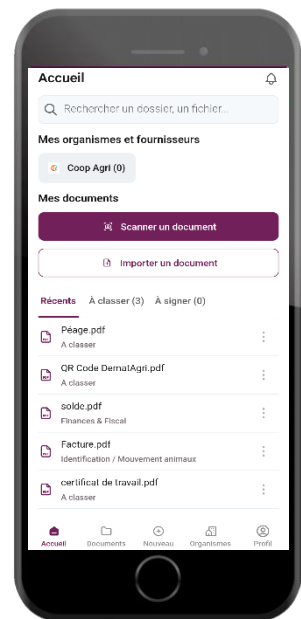 Accueil
Rechercher un dossier, un fichier...
Mes organismes et fournisseurs
Coop Agri (0)
Mes documents
Scanner un document
Importer un document
Récents À classer (3) À signer (0)
Péage.pdf
A classer
QR Code DematAgri.pdf
A classer
solde.pdf
Finances & Fiscal
Facture.pdf
Identification / Mouvement animaux
certificat de travail.pdf
A classer
Accueil Documents Nouveau Organismes Profil